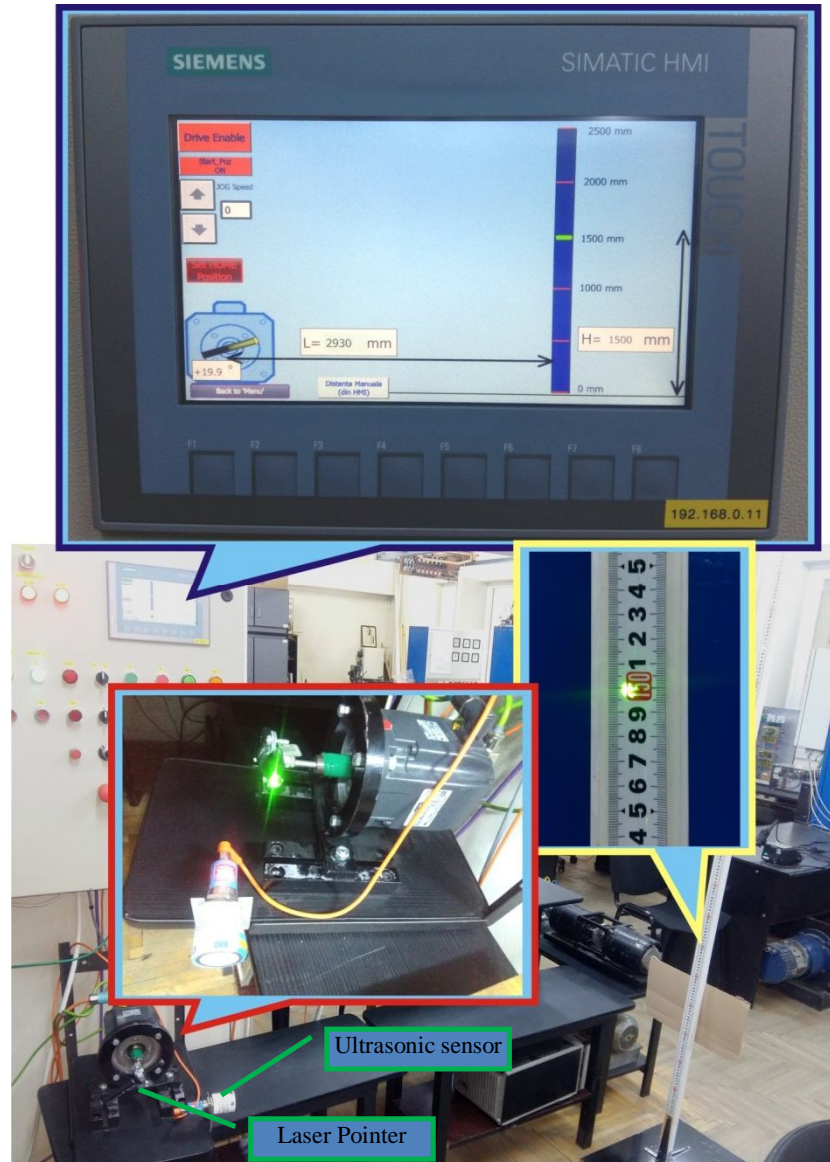 SIEMENS
SIMATIC HMI
TOUCH
Drive Enable
Start_Poz
ON
JOG Speed
0
Set HOME
Position
2500 mm
2000 mm
1500 mm
1000 mm
0 mm
L= 2930 mm
H= 1500 mm
+19.9 °
Back to 'Menu'
Distanta Manuala
(din HMI)
F1 F2 F3 F4 F5 F6 F7 F8
192.168.0.11
5
4
3
2
1
150
9
8
7
6
5
4
Ultrasonic sensor
Laser Pointer